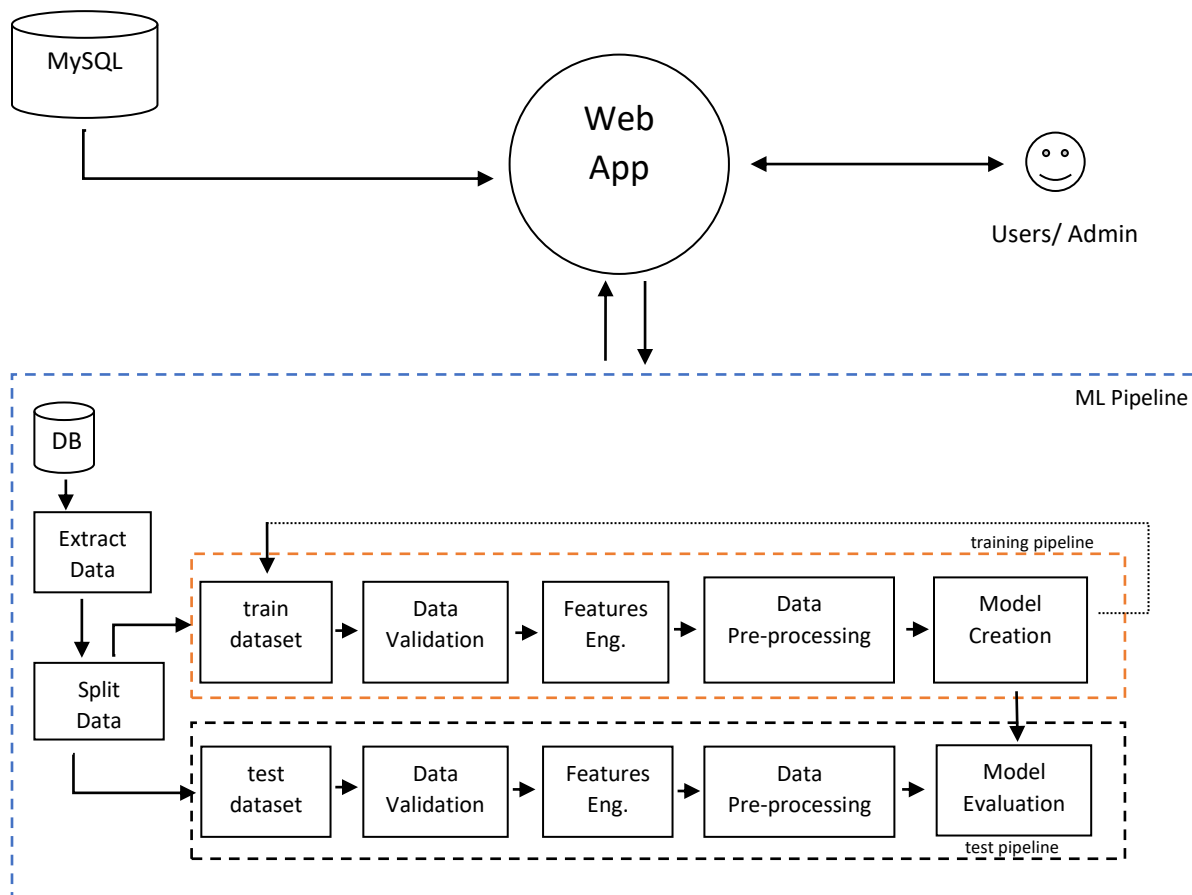 MySQL
Web
App
Users/ Admin
ML Pipeline
DB
Extract
Data
training pipeline
train
dataset
Data
Validation
Features
Eng.
Data
Pre-processing
Model
Creation
Split
Data
test
dataset
Data
Validation
Features
Eng.
Data
Pre-processing
Model
Evaluation
test pipeline